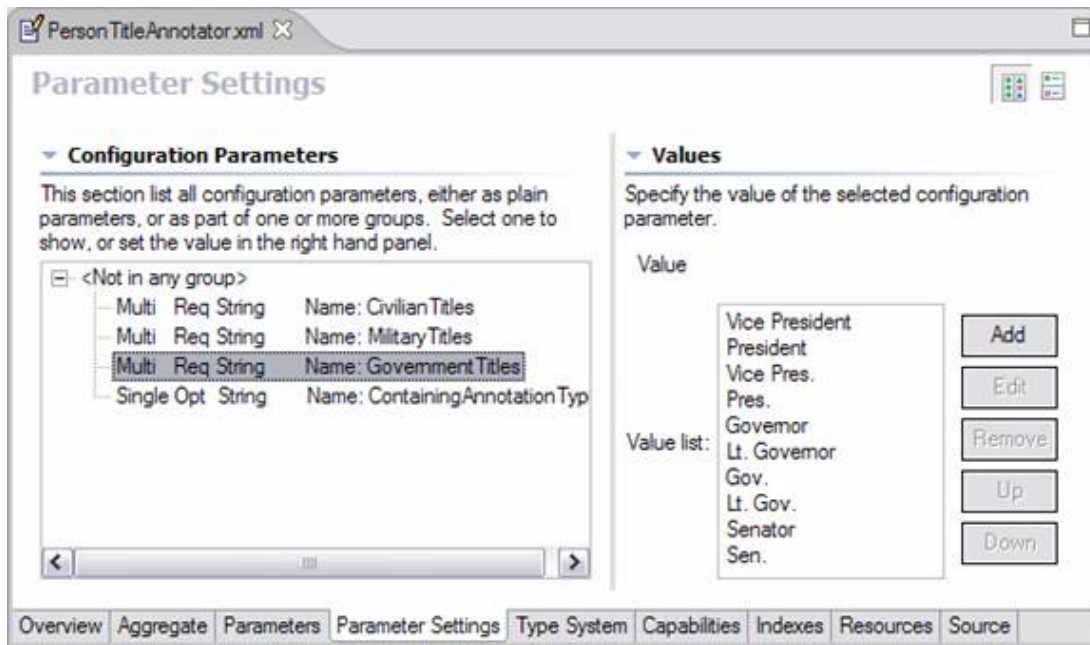 PersonTitleAnnotator.xml
Parameter Settings
Configuration Parameters
This section list all configuration parameters, either as plain
parameters, or as part of one or more groups. Select one to
show, or set the value in the right hand panel.
<Not in any group>
Multi Req String Name: CivilianTitles
Multi Req String Name: MilitaryTitles
Multi Req String Name: GovernmentTitles
Single Opt String Name: ContainingAnnotationTyp
Values
Specify the value of the selected configuration
parameter.
Value
Value list:
Vice President
President
Vice Pres.
Pres.
Governor
Lt. Governor
Gov.
Lt. Gov.
Senator
Sen.
Add
Edit
Remove
Up
Down
Overview Aggregate Parameters Parameter Settings Type System Capabilities Indexes Resources Source